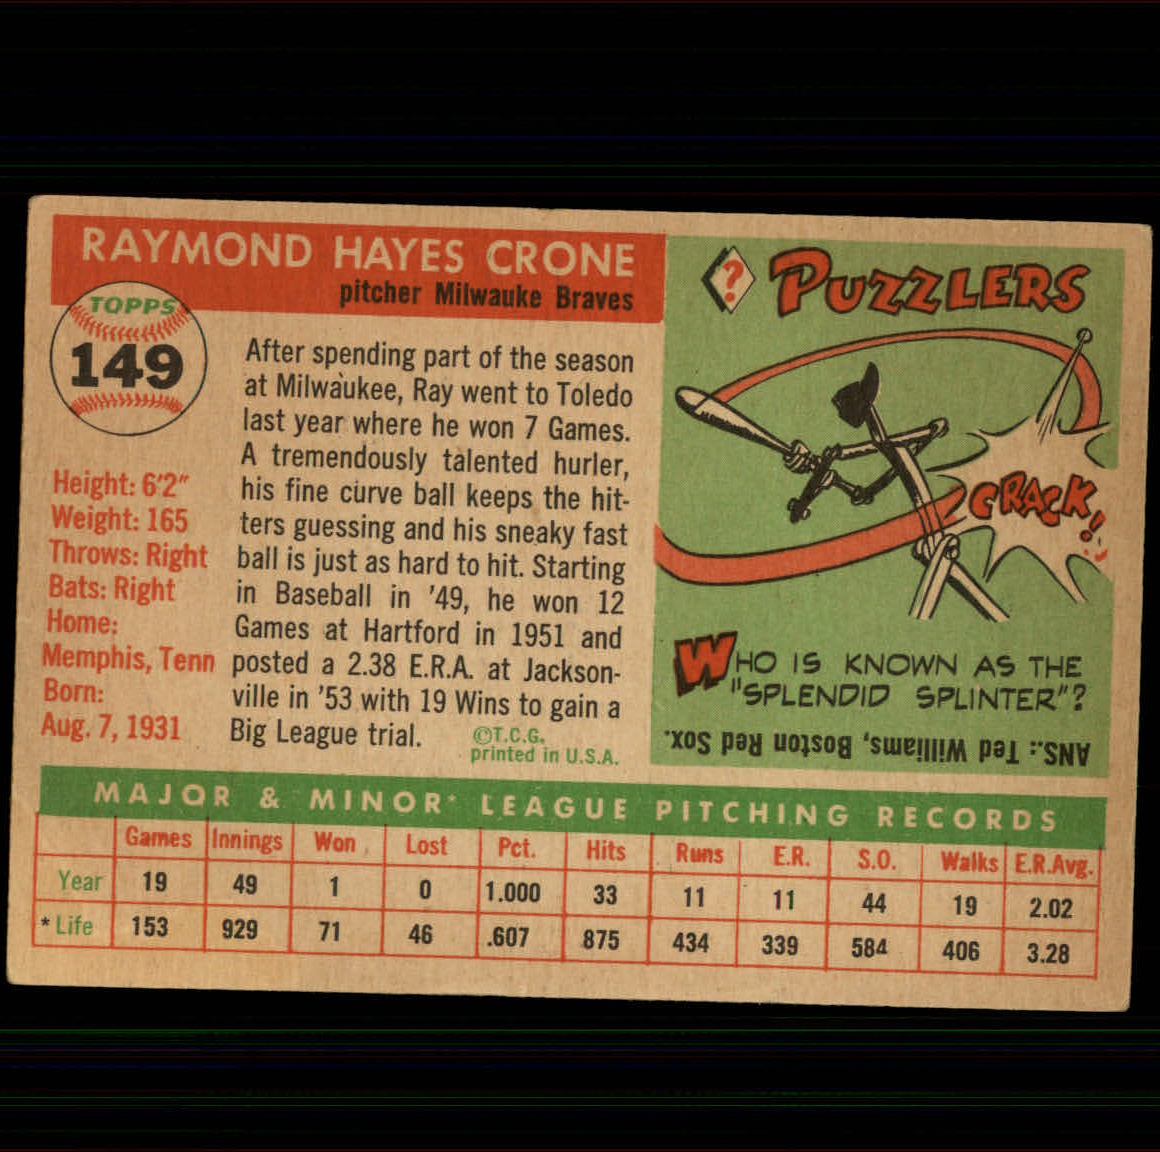 RAYMOND HAYES CRONE
pitcher Milwauke Braves
TOPPS
149
Height: 6'2"
Weight: 165
Throws: Right
Bats: Right
Home:
Memphis, Tenn
Born:
Aug. 7, 1931
After spending part of the season
at Milwaukee, Ray went to Toledo
last year where he won 7 Games.
A tremendously talented hurler,
his fine curve ball keeps the hit-
ters guessing and his sneaky fast
ball is just as hard to hit. Starting
in Baseball in '49, he won 12
Games at Hartford in 1951 and
posted a 2.38 E.R.A. at Jackson-
ville in '53 with 19 Wins to gain a
Big League trial.
©T.C.G.
printed in U.S.A.
? PUZZLERS
CRACK!
WHO IS KNOWN AS THE
"SPLENDID SPLINTER"?
ANS.: Ted Williams, Boston Red Sox.
MAJOR & MINOR* LEAGUE PITCHING RECORDS
Games Innings Won Lost Pct. Hits Runs E.R. S.O. Walks E.R.Avg.
Year 19 49 1 0 1.000 33 11 11 44 19 2.02
* Life 153 929 71 46 .607 875 434 339 584 406 3.28